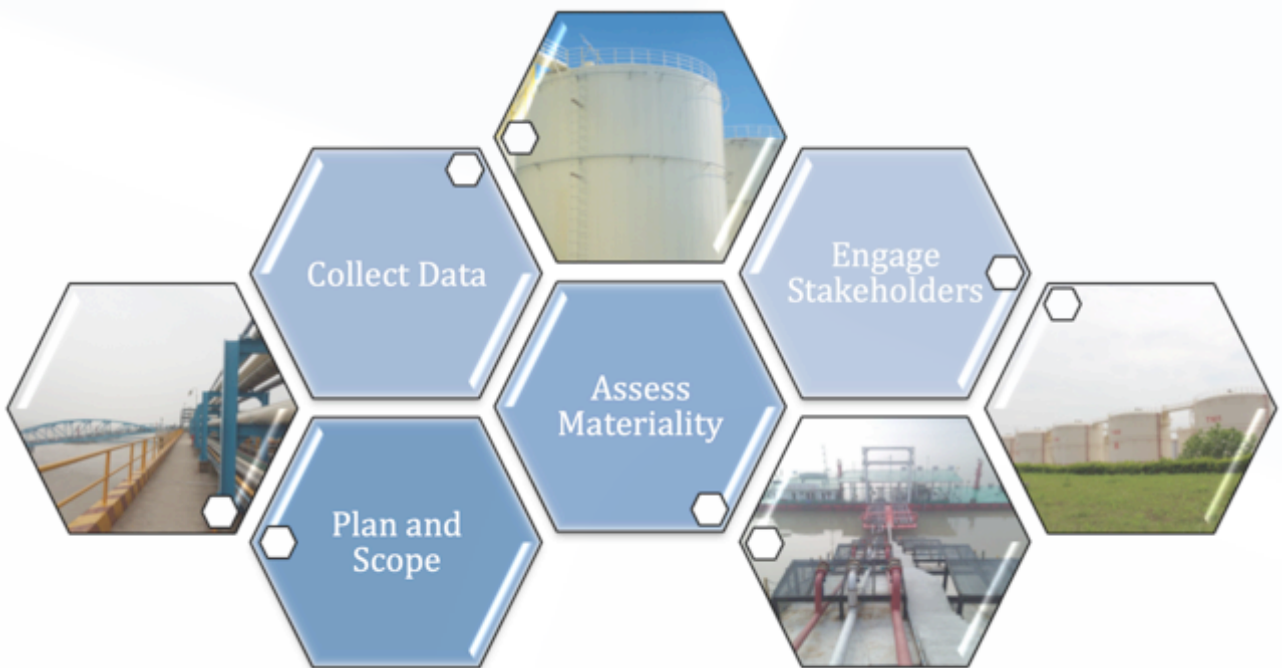 Collect Data
Engage
Stakeholders
Assess
Materiality
Plan and
Scope